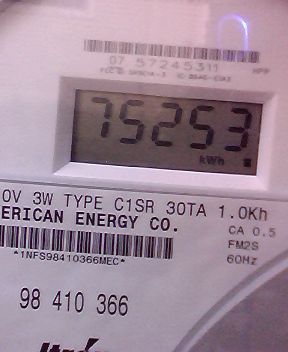 07 57245311
75253
kWh
0V 3W TYPE C1SR 30TA 1.0Kh
ERICAN ENERGY CO.
CA 0.5
FM2S
*1NFS98410366MEC*
60Hz
98 410 366